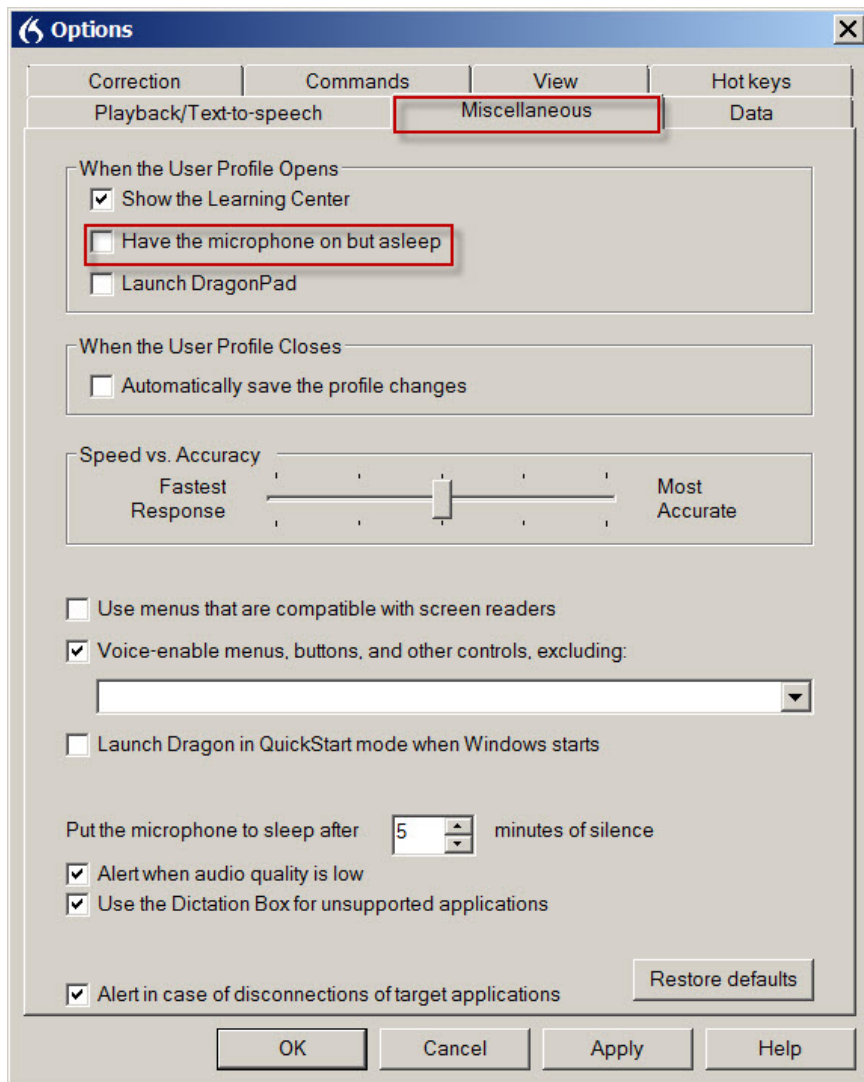 Options
Correction Commands View Hot keys
Playback/Text-to-speech Miscellaneous Data
When the User Profile Opens
Show the Learning Center
Have the microphone on but asleep
Launch DragonPad
When the User Profile Closes
Automatically save the profile changes
Speed vs. Accuracy
Fastest Response
Most Accurate
Use menus that are compatible with screen readers
Voice-enable menus, buttons, and other controls, excluding:
Launch Dragon in QuickStart mode when Windows starts
Put the microphone to sleep after 5 minutes of silence
Alert when audio quality is low
Use the Dictation Box for unsupported applications
Restore defaults
Alert in case of disconnections of target applications
OK Cancel Apply Help